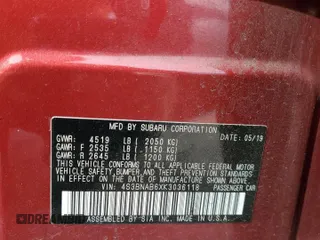 MFD BY SUBARU CORPORATION DATE: 05/19
GVWR: 4519 LB ( 2050 KG)
GAWR: F 2535 LB ( 1150 KG)
GAWR: R 2645 LB ( 1200 KG)
THIS VEHICLE CONFORMS TO ALL APPLICABLE U.S. FEDERAL MOTOR
VEHICLE SAFETY, BUMPER, AND THEFT PREVENTION STANDARDS
IN EFFECT ON THE DATE OF MANUFACTURE SHOWN ABOVE.
VIN: 4S3BNAB6XK3036118 PASSENGER CAR
ASSEMBLED BY SIA, INC. IN U.S.A.
DREAMBID